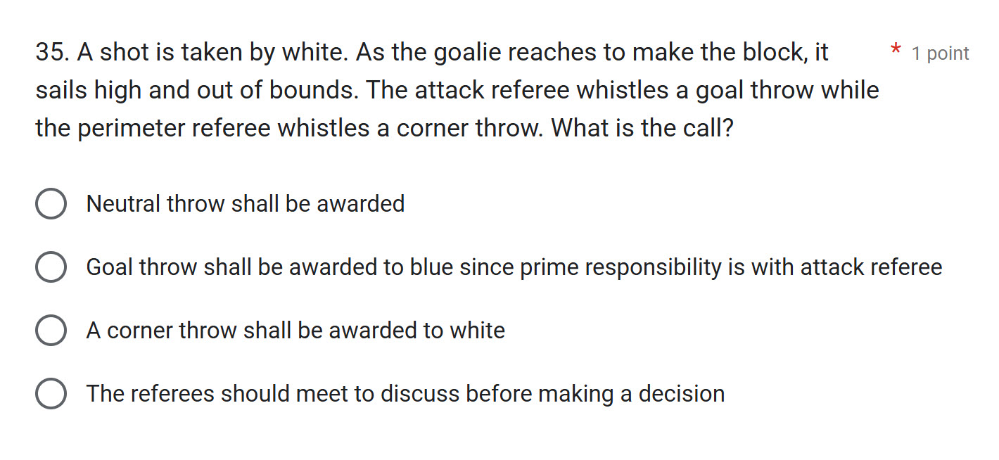 35. A shot is taken by white. As the goalie reaches to make the block, it * 1 point
sails high and out of bounds. The attack referee whistles a goal throw while
the perimeter referee whistles a corner throw. What is the call?
Neutral throw shall be awarded
Goal throw shall be awarded to blue since prime responsibility is with attack referee
A corner throw shall be awarded to white
The referees should meet to discuss before making a decision